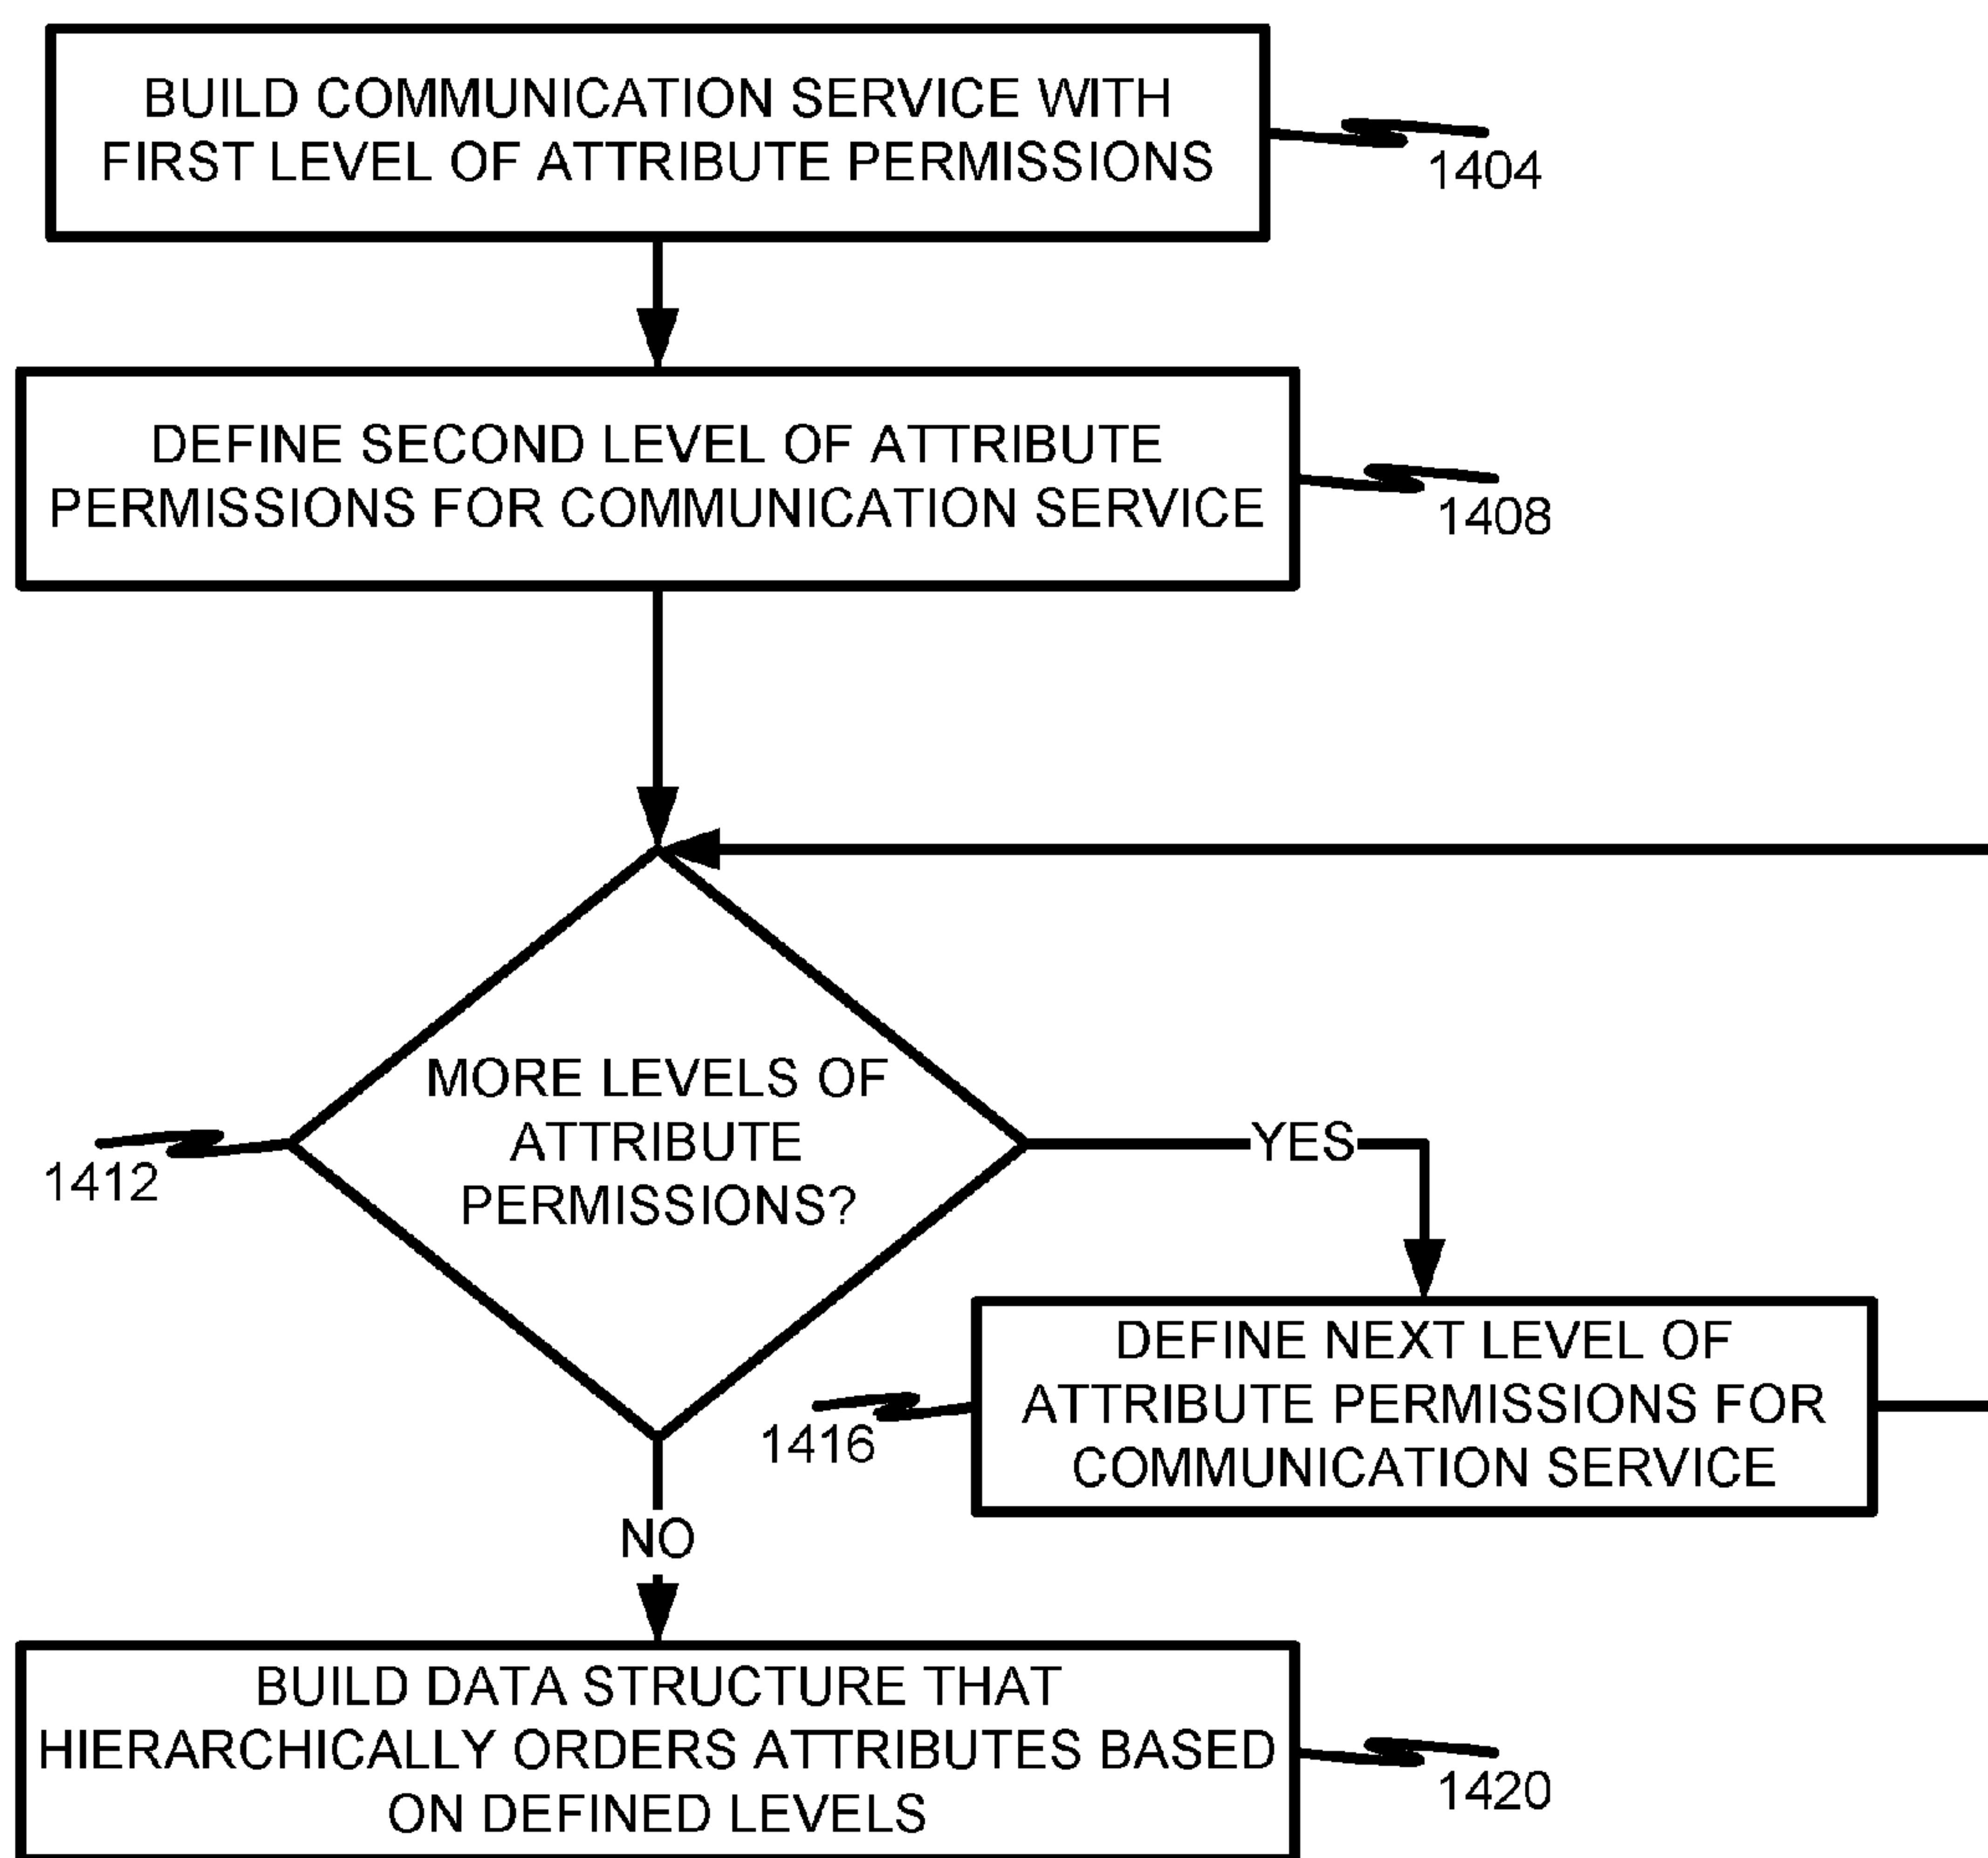 BUILD COMMUNICATION SERVICE WITH
FIRST LEVEL OF ATTRIBUTE PERMISSIONS
1404
DEFINE SECOND LEVEL OF ATTRIBUTE
PERMISSIONS FOR COMMUNICATION SERVICE
1408
MORE LEVELS OF
ATTRIBUTE
PERMISSIONS?
1412
YES
DEFINE NEXT LEVEL OF
ATTRIBUTE PERMISSIONS FOR
COMMUNICATION SERVICE
1416
NO
BUILD DATA STRUCTURE THAT
HIERARCHICALLY ORDERS ATTRIBUTES BASED
ON DEFINED LEVELS
1420